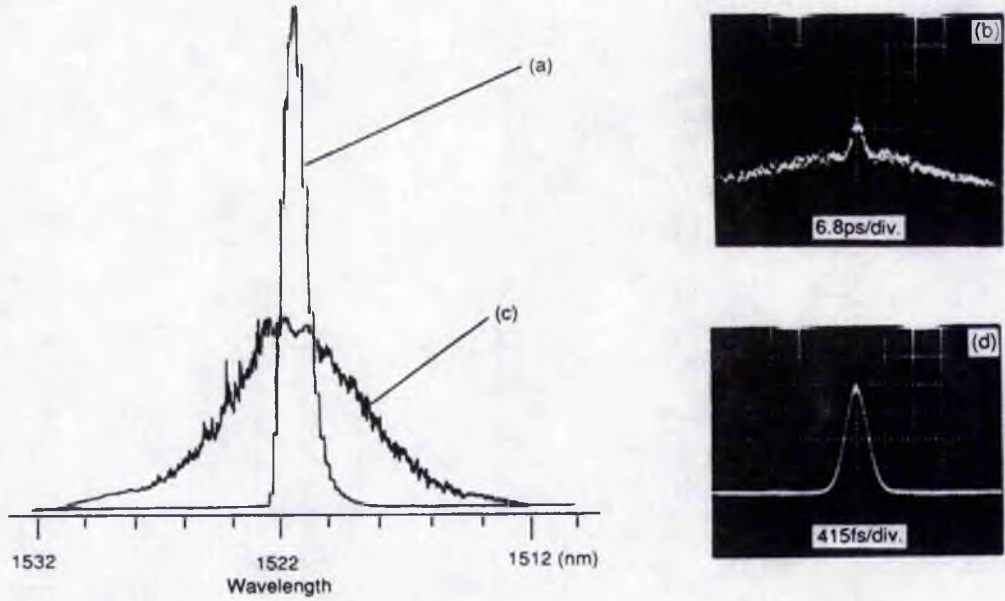 (a)
(c)
1532
1522
1512 (nm)
Wavelength
(b)
6.8ps/div.
(d)
415fs/div.